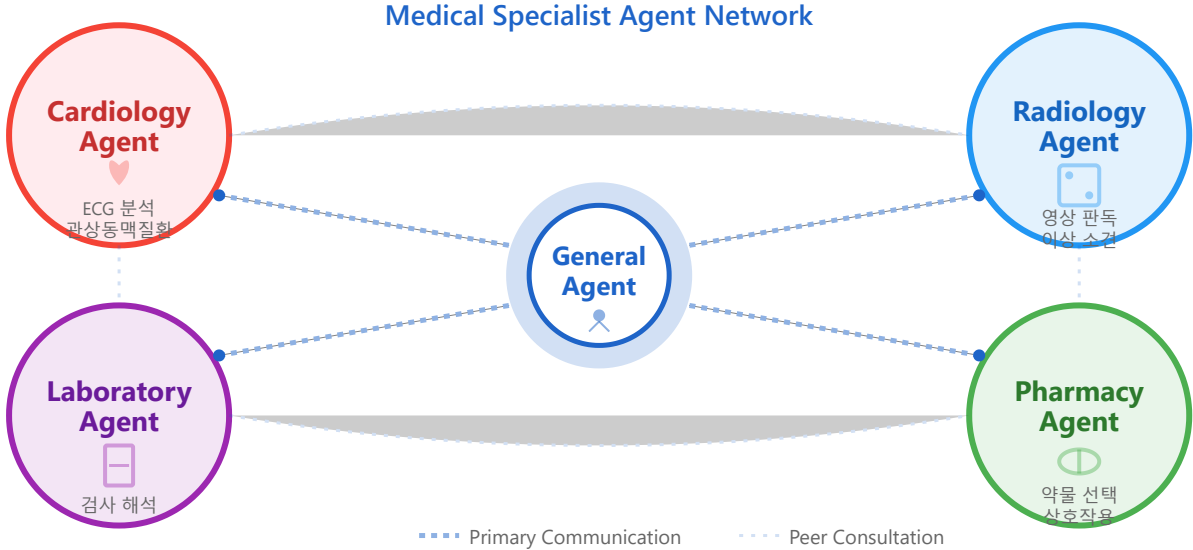 Medical Specialist Agent Network
Cardiology
Agent
ECG 분석
관상동맥질환
Radiology
Agent
영상 판독
이상 소견
General
Agent
Laboratory
Agent
검사 해석
Pharmacy
Agent
약물 선택
상호작용
Primary Communication
Peer Consultation